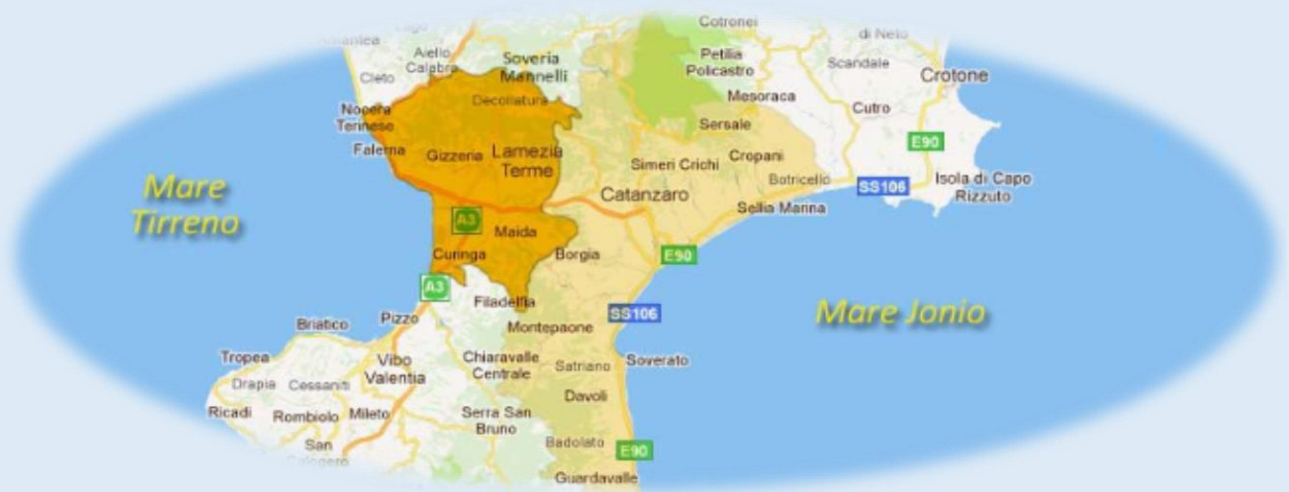 Cotronei
di Neto
Aiello
Calabro
Soveria
Mannelli
Petilia
Policastro
Scandale
Crotone
Cleto
Decollatura
Mesoraca
Cutro
Nocera
Terinese
Sersale
E90
Falerna
Gizzeria
Lamezia
Terme
Simeri Crichi
Cropani
Botricello
SS106
Isola di Capo
Rizzuto
Mare
Tirreno
Catanzaro
Sellia Marina
A3
Maida
Curinga
Borgia
E90
A3
Filadelfia
SS106
Mare Jonio
Briatico
Pizzo
Montepaone
Tropea
Vibo
Valentia
Chiaravalle
Centrale
Satriano
Soverato
Drapia
Cessaniti
Davoli
Ricadi
Rombiolo
Mileto
Serra San
Bruno
San
Badolato
E90
Guardavalle